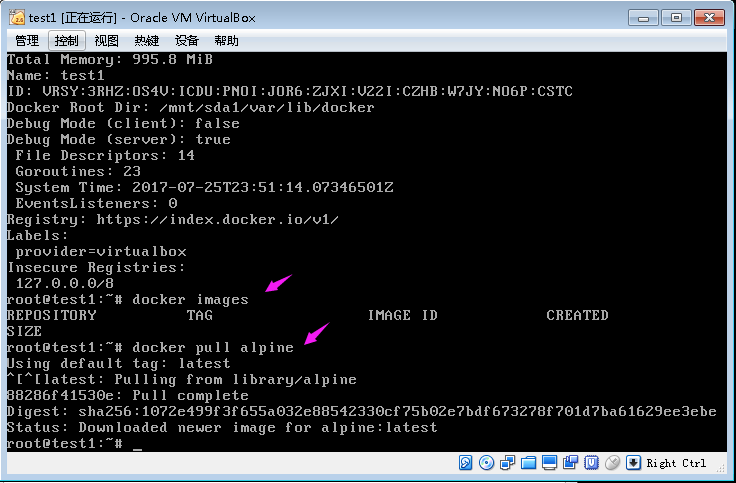 test1 [正在运行] - Oracle VM VirtualBox
管理 控制 视图 热键 设备 帮助
Total Memory: 995.8 MiB
Name: test1
ID: VRSY:3RHZ:OS4V:ICDU:PNOI:JOR6:ZJXI:V22I:CZHB:W7JY:NO6P:CSTC
Docker Root Dir: /mnt/sda1/var/lib/docker
Debug Mode (client): false
Debug Mode (server): true
 File Descriptors: 14
 Goroutines: 23
 System Time: 2017-07-25T23:51:14.07346501Z
 EventsListeners: 0
Registry: https://index.docker.io/v1/
Labels:
 provider=virtualbox
Insecure Registries:
 127.0.0.0/8
root@test1:~# docker images
REPOSITORY          TAG                 IMAGE ID            CREATED
SIZE
root@test1:~# docker pull alpine
Using default tag: latest
^[^[latest: Pulling from library/alpine
88286f41530e: Pull complete
Digest: sha256:1072e499f3f655a032e88542330cf75b02e7bdf673278f701d7ba61629ee3ebe
Status: Downloaded newer image for alpine:latest
root@test1:~# _
Right Ctrl